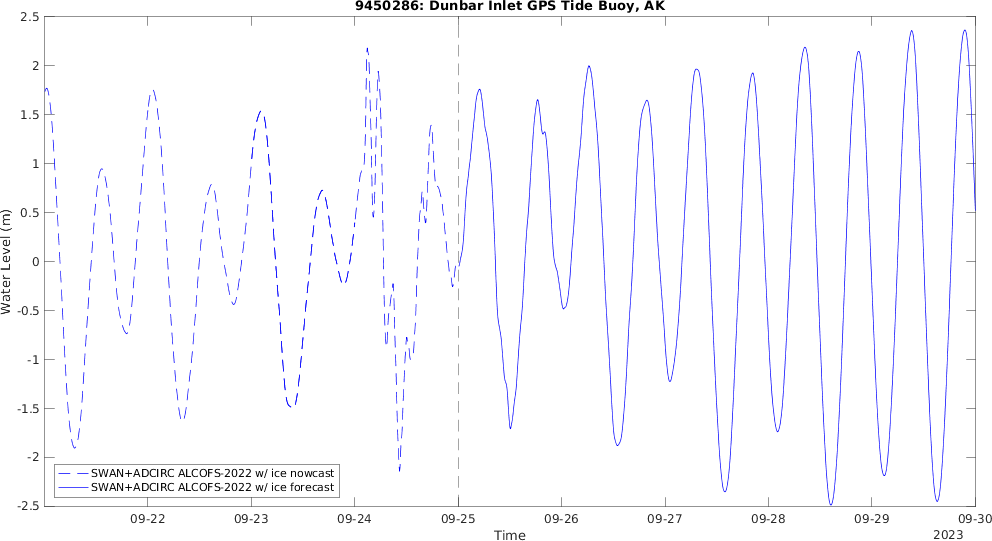 9450286: Dunbar Inlet GPS Tide Buoy, AK
Water Level (m)
2.5
2
1.5
1
0.5
0
-0.5
-1
-1.5
-2
-2.5
SWAN+ADCIRC ALCOFS-2022 w/ ice nowcast
SWAN+ADCIRC ALCOFS-2022 w/ ice forecast
09-22 09-23 09-24 09-25 09-26 09-27 09-28 09-29 09-30
Time
2023